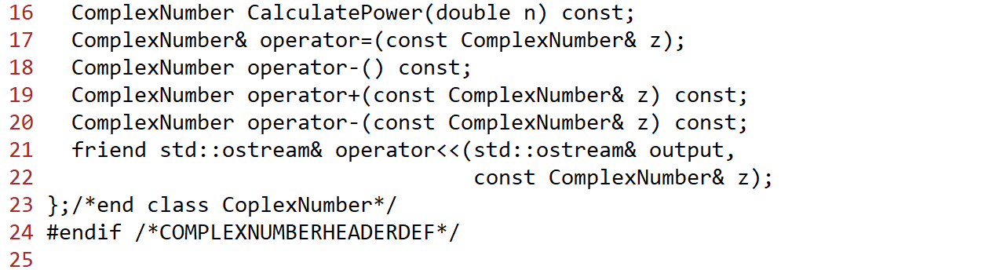 16   ComplexNumber CalculatePower(double n) const;
17   ComplexNumber& operator=(const ComplexNumber& z);
18   ComplexNumber operator-() const;
19   ComplexNumber operator+(const ComplexNumber& z) const;
20   ComplexNumber operator-(const ComplexNumber& z) const;
21   friend std::ostream& operator<<(std::ostream& output,
22                                   const ComplexNumber& z);
23 };/*end class CoplexNumber*/
24 #endif /*COMPLEXNUMBERHEADERDEF*/
25